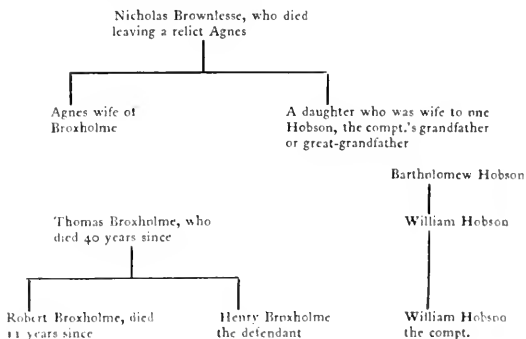 Nicholas Brownlesse, who died
leaving a relict Agnes
Agnes wife of
Broxholme
A daughter who was wife to one
Hobson, the compt.'s grandfather
or great-grandfather
Bartholomew Hobson
Thomas Broxholme, who
died 40 years since
William Hobson
Robert Broxholme, died
11 years since
Henry Broxholme
the defendant
William Hobson
the compt.